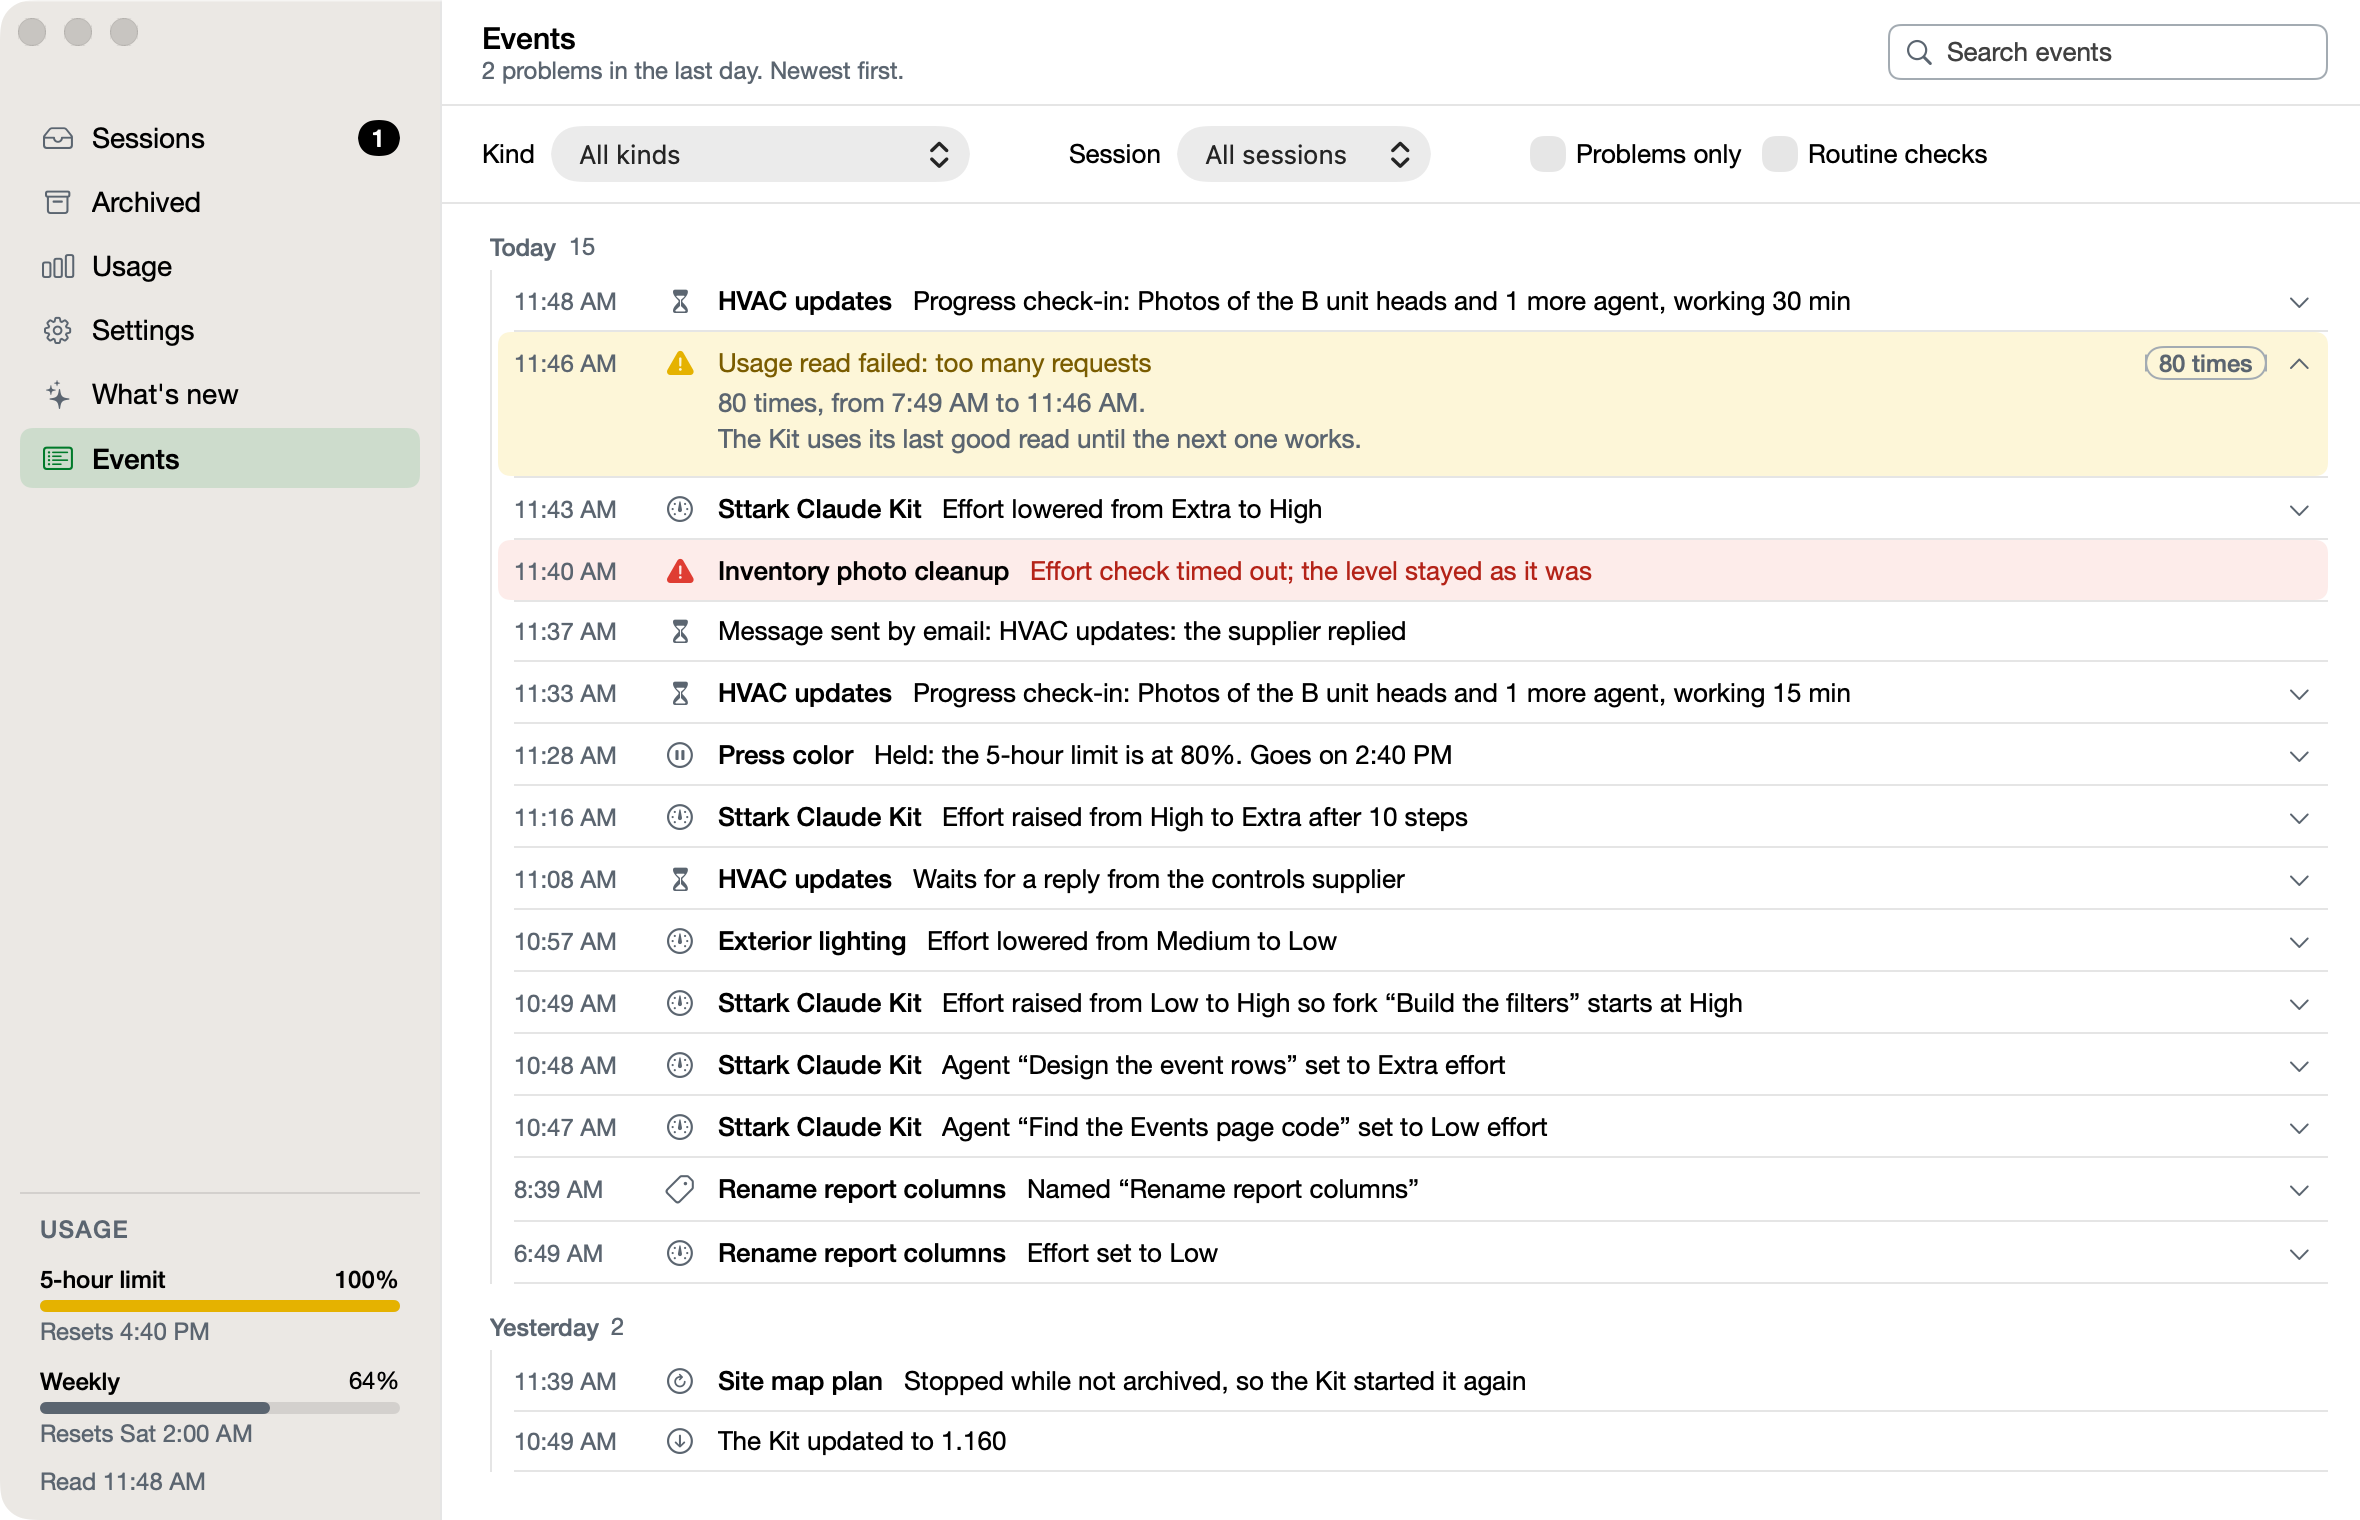 Sessions 1
Archived
Usage
Settings
What's new
Events
USAGE
5-hour limit 100%
Resets 4:40 PM
Weekly 64%
Resets Sat 2:00 AM
Read 11:48 AM
Events
2 problems in the last day. Newest first.
Search events
Kind All kinds Session All sessions Problems only Routine checks
Today 15
11:48 AM HVAC updates Progress check-in: Photos of the B unit heads and 1 more agent, working 30 min
11:46 AM Usage read failed: too many requests 80 times
80 times, from 7:49 AM to 11:46 AM.
The Kit uses its last good read until the next one works.
11:43 AM Sttark Claude Kit Effort lowered from Extra to High
11:40 AM Inventory photo cleanup Effort check timed out; the level stayed as it was
11:37 AM Message sent by email: HVAC updates: the supplier replied
11:33 AM HVAC updates Progress check-in: Photos of the B unit heads and 1 more agent, working 15 min
11:28 AM Press color Held: the 5-hour limit is at 80%. Goes on 2:40 PM
11:16 AM Sttark Claude Kit Effort raised from High to Extra after 10 steps
11:08 AM HVAC updates Waits for a reply from the controls supplier
10:57 AM Exterior lighting Effort lowered from Medium to Low
10:49 AM Sttark Claude Kit Effort raised from Low to High so fork “Build the filters” starts at High
10:48 AM Sttark Claude Kit Agent “Design the event rows” set to Extra effort
10:47 AM Sttark Claude Kit Agent “Find the Events page code” set to Low effort
8:39 AM Rename report columns Named “Rename report columns”
6:49 AM Rename report columns Effort set to Low
Yesterday 2
11:39 AM Site map plan Stopped while not archived, so the Kit started it again
10:49 AM The Kit updated to 1.160